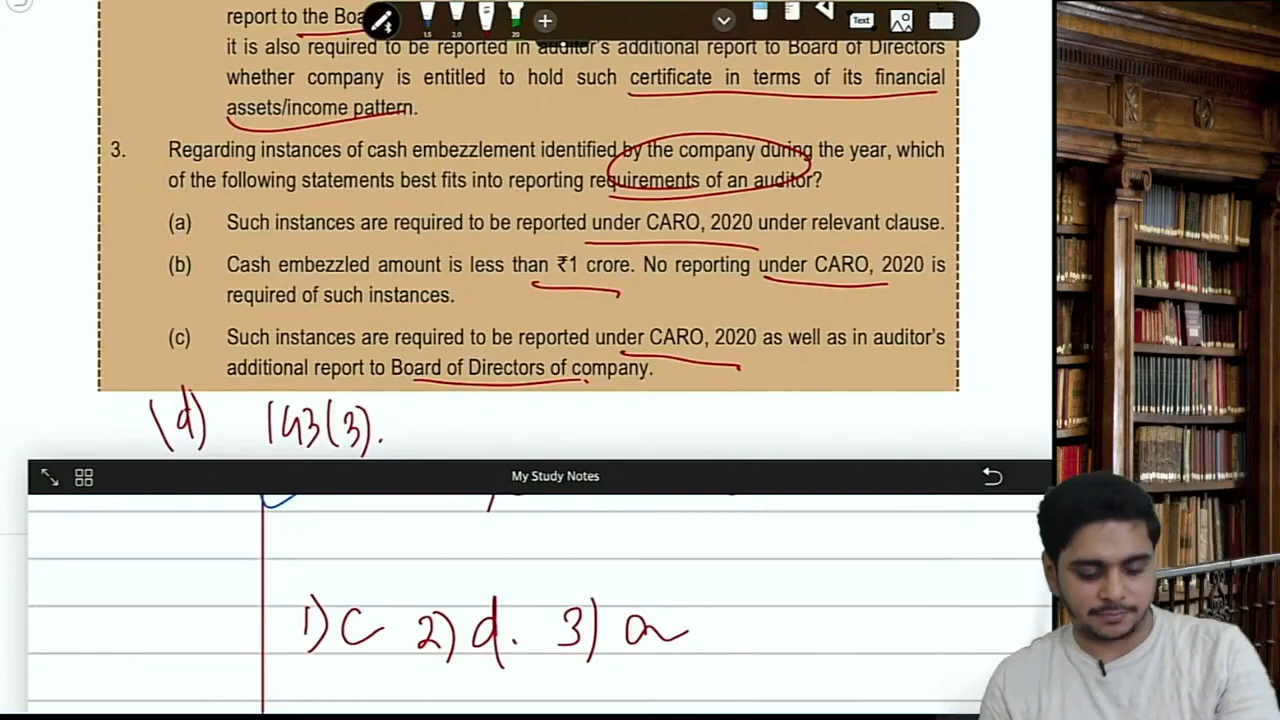 report to the Boa
1.5 2.0 20 Text
it is also required to be reported in auditor's additional report to Board of Directors
whether company is entitled to hold such certificate in terms of its financial
assets/income pattern.
3. Regarding instances of cash embezzlement identified by the company during the year, which
of the following statements best fits into reporting requirements of an auditor?
(a) Such instances are required to be reported under CARO, 2020 under relevant clause.
(b) Cash embezzled amount is less than ₹1 crore. No reporting under CARO, 2020 is
required of such instances.
(c) Such instances are required to be reported under CARO, 2020 as well as in auditor's
additional report to Board of Directors of company.
(d) 143(3).
My Study Notes
1) C 2) d. 3) a